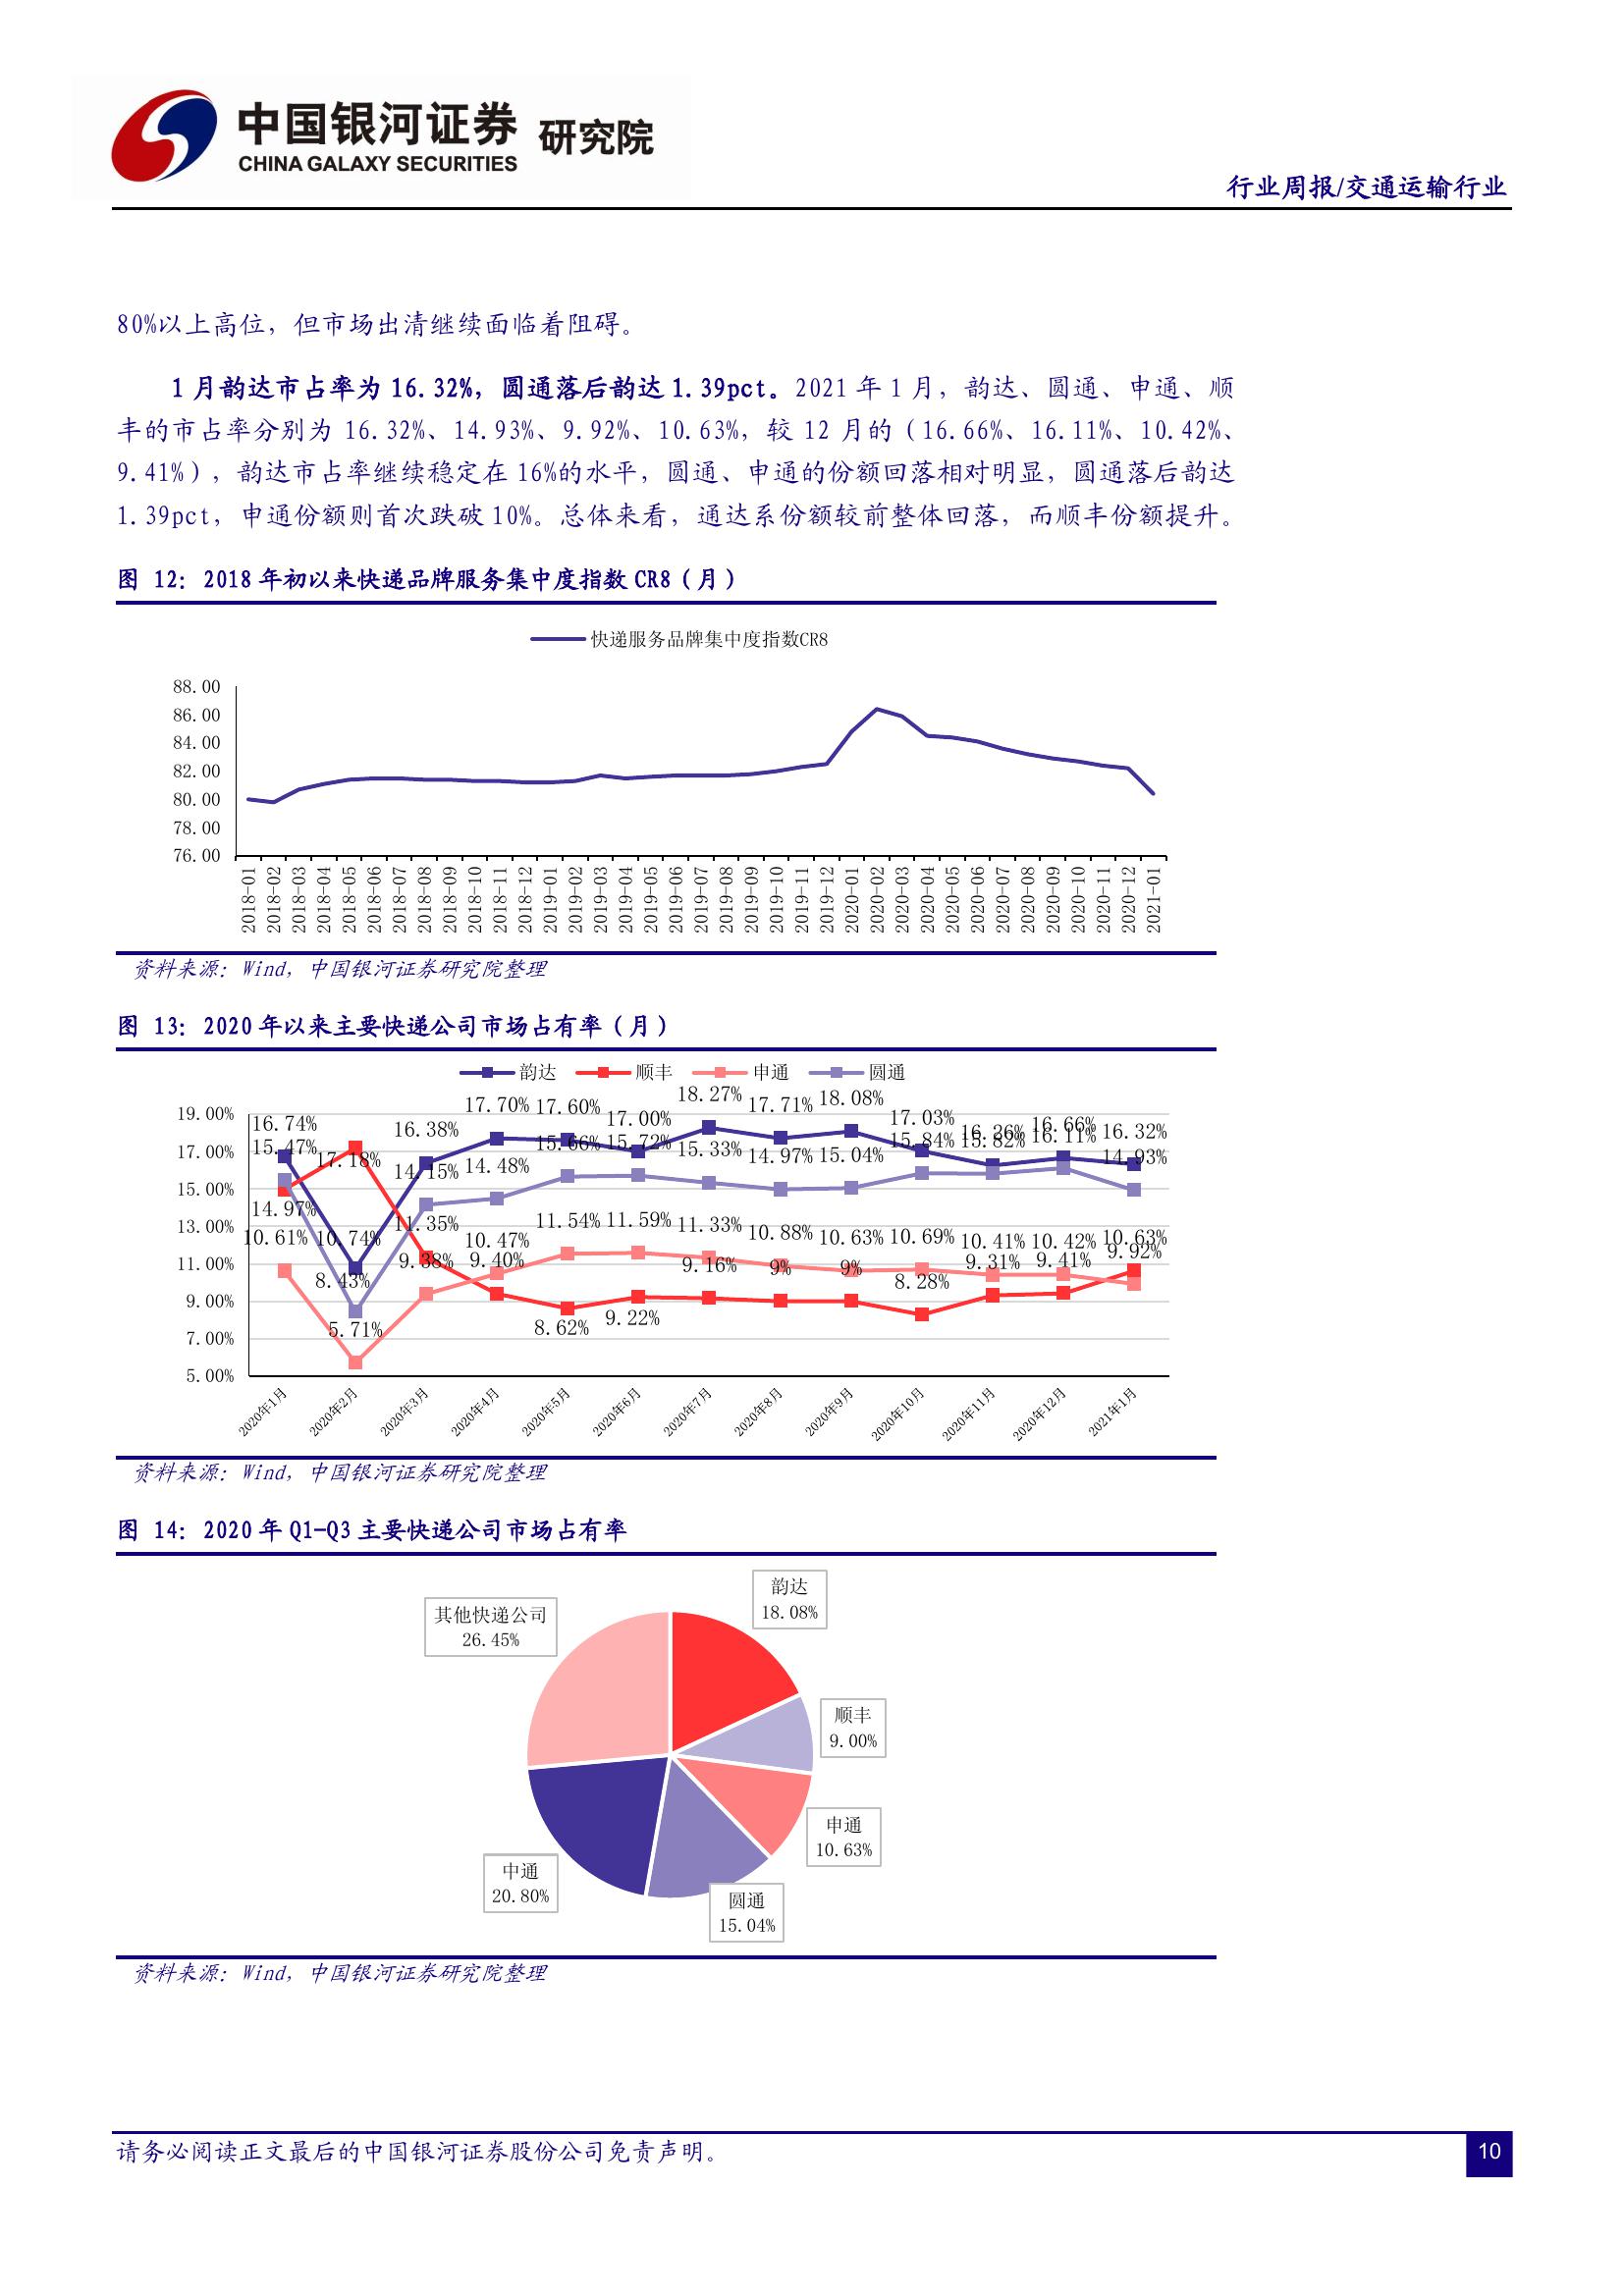 中国银河证券 研究院
CHINA GALAXY SECURITIES
行业周报/交通运输行业
80%以上高位，但市场出清继续面临着阻碍。
1 月韵达市占率为 16.32%，圆通落后韵达 1.39pct。2021 年 1 月，韵达、圆通、申通、顺
丰的市占率分别为 16.32%、14.93%、9.92%、10.63%，较 12 月的（16.66%、16.11%、10.42%、
9.41%），韵达市占率继续稳定在 16%的水平，圆通、申通的份额回落相对明显，圆通落后韵达
1.39pct，申通份额则首次跌破 10%。总体来看，通达系份额较前整体回落，而顺丰份额提升。
图 12: 2018 年初以来快递品牌服务集中度指数 CR8（月）
快递服务品牌集中度指数CR8
88.00
86.00
84.00
82.00
80.00
78.00
76.00
2018-01 2018-02 2018-03 2018-04 2018-05 2018-06 2018-07 2018-08 2018-09 2018-10 2018-11 2018-12 2019-01 2019-02 2019-03 2019-04 2019-05 2019-06 2019-07 2019-08 2019-09 2019-10 2019-11 2019-12 2020-01 2020-02 2020-03 2020-04 2020-05 2020-06 2020-07 2020-08 2020-09 2020-10 2020-11 2020-12 2021-01
资料来源: Wind, 中国银河证券研究院整理
图 13: 2020 年以来主要快递公司市场占有率（月）
韵达 顺丰 申通 圆通
19.00%
17.00%
15.00%
13.00%
11.00%
9.00%
7.00%
5.00%
16.74% 10.74% 16.38% 17.70% 17.60% 17.00% 18.27% 17.71% 18.08% 17.03% 16.26% 16.66% 16.32%
15.47% 8.43% 14.15% 14.48% 15.66% 15.72% 15.33% 14.97% 15.04% 15.84% 15.82% 16.11% 14.93%
14.97% 17.18% 11.35% 9.40% 8.62% 9.22% 9.16% 9% 9% 8.28% 9.31% 9.41% 10.63%
10.61% 5.71% 9.38% 10.47% 11.54% 11.59% 11.33% 10.88% 10.63% 10.69% 10.41% 10.42% 9.92%
2020年1月 2020年2月 2020年3月 2020年4月 2020年5月 2020年6月 2020年7月 2020年8月 2020年9月 2020年10月 2020年11月 2020年12月 2021年1月
资料来源: Wind, 中国银河证券研究院整理
图 14: 2020 年 Q1-Q3 主要快递公司市场占有率
韵达
18.08%
其他快递公司
26.45%
顺丰
9.00%
申通
10.63%
中通
20.80%
圆通
15.04%
资料来源: Wind, 中国银河证券研究院整理
请务必阅读正文最后的中国银河证券股份公司免责声明。
10